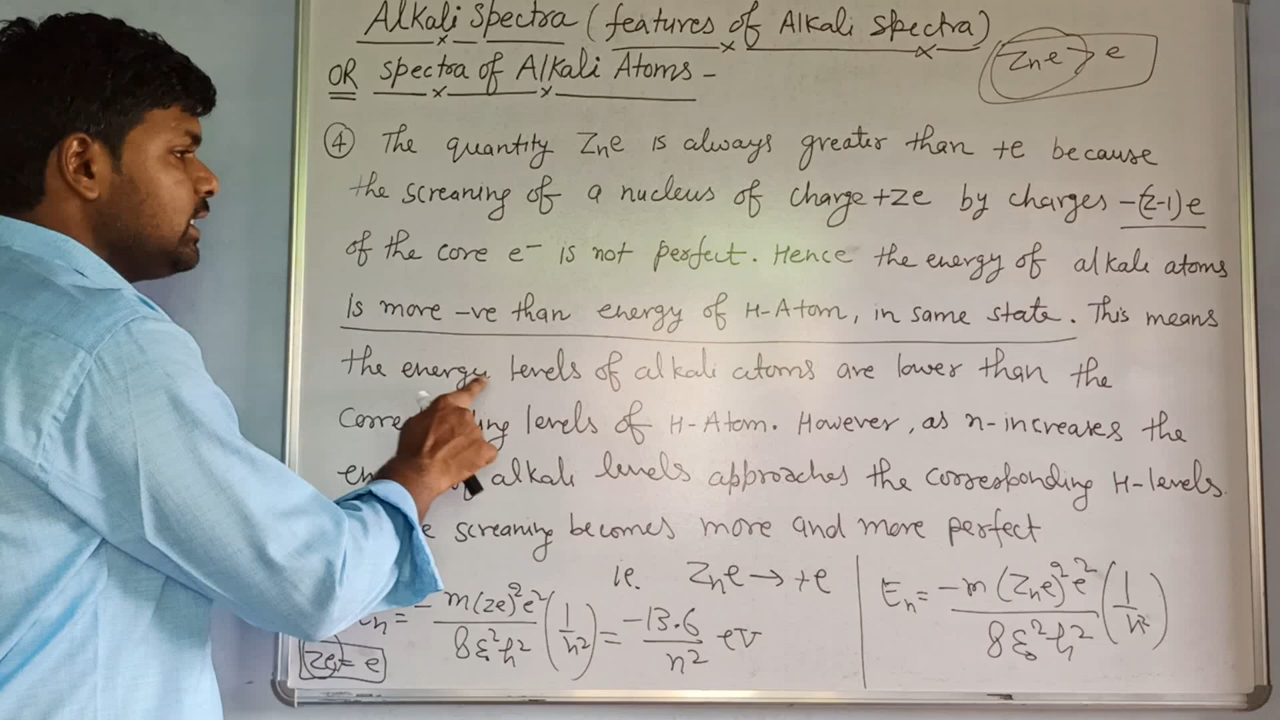 Alkali spectra (features of Alkali spectra)
Zne > e
OR spectra of Alkali Atoms -
④ The quantity Zne is always greater than +e because
the screaning of a nucleus of charge +ze by charges -(z-1)e
of the core e⁻ is not perfect. Hence the energy of alkali atoms
is more -ve than energy of H-Atom, in same state. This means
the energy levels of alkali atoms are lower than the
levels of H-Atom. However, as n-increases the
alkali levels approaches the corresponding H-levels.
screaning becomes more and more perfect
ie. Zne → +e
= -m(ze)²e²/8ε₀²h² (1/n²) = -13.6/n² eV
En = -m(Zne)²e²/8ε₀²h² (1/n²)
ze = e